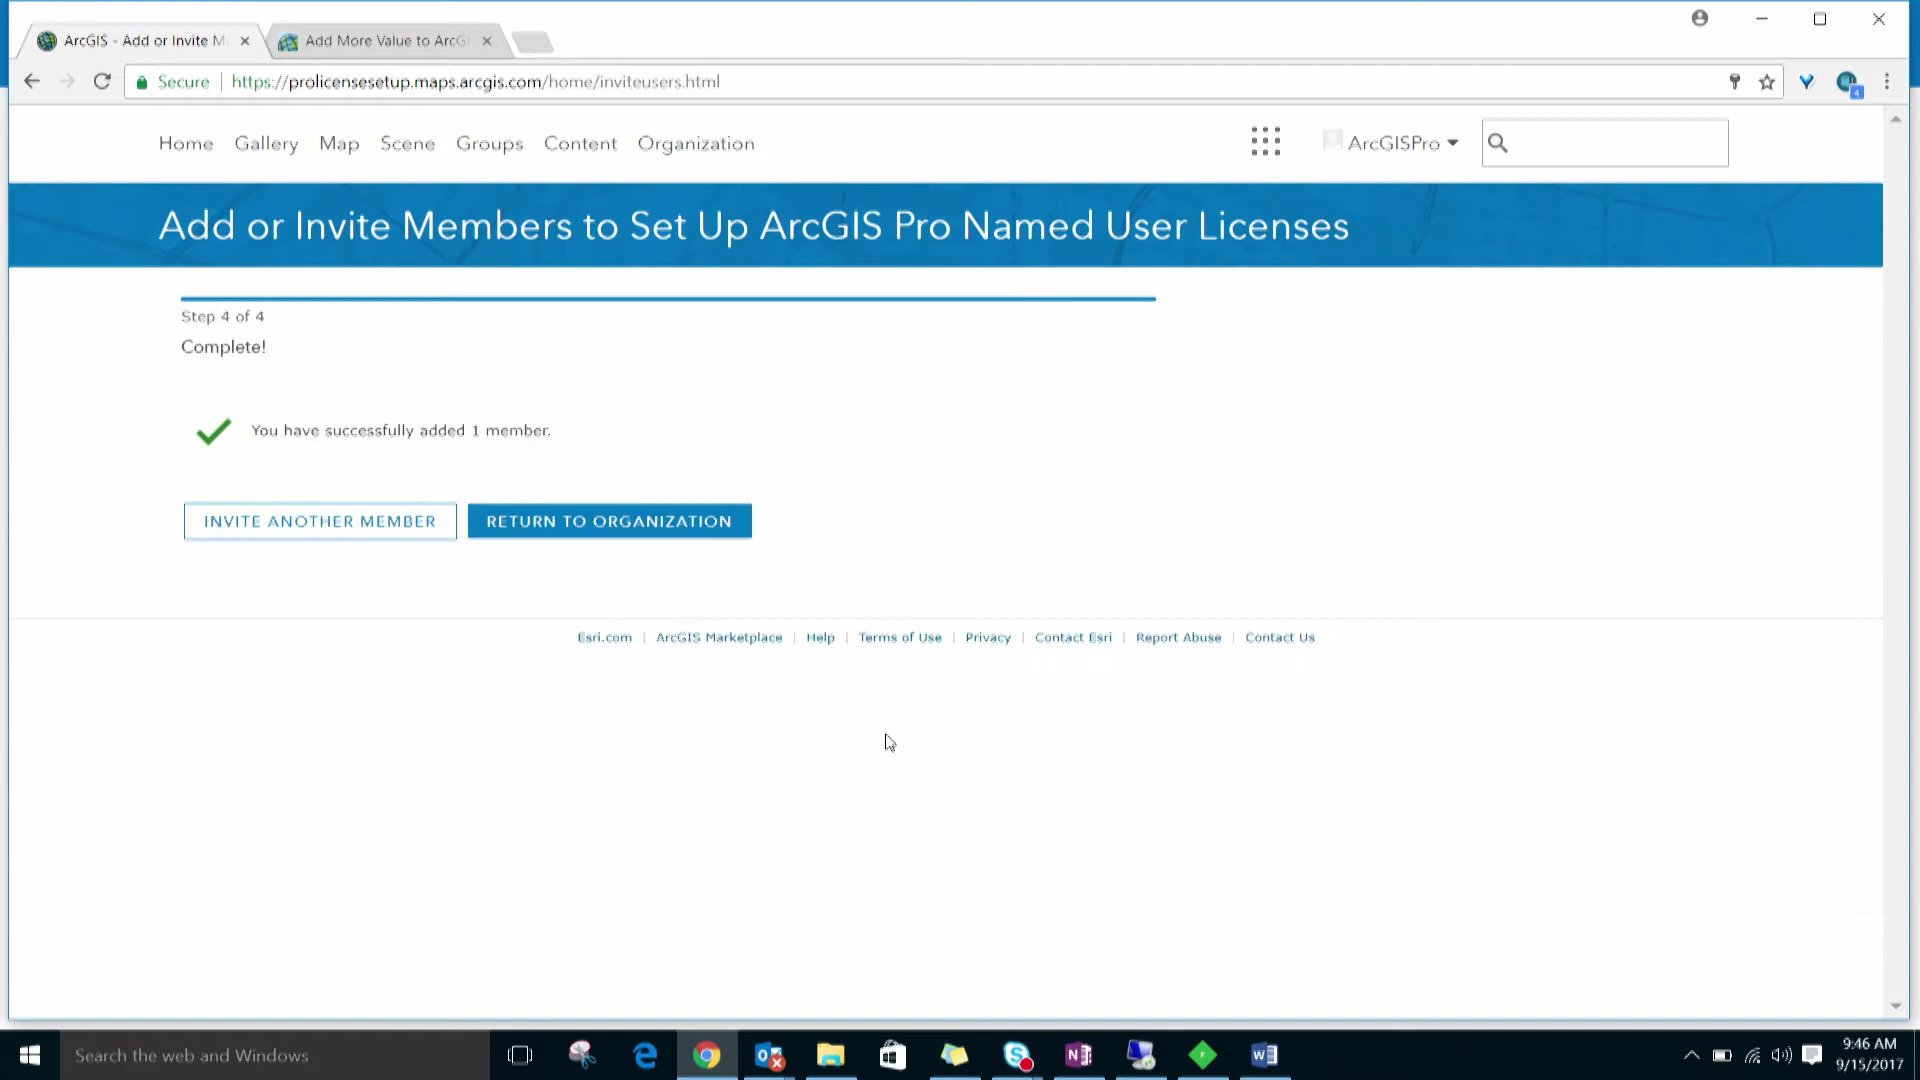 ArcGIS - Add or Invite M
Add More Value to ArcG
Secure
https://prolicensesetup.maps.arcgis.com/home/inviteusers.html
4
Home
Gallery
Map
Scene
Groups
Content
Organization
ArcGISPro
Add or Invite Members to Set Up ArcGIS Pro Named User Licenses
Step 4 of 4
Complete!
You have successfully added 1 member.
INVITE ANOTHER MEMBER
RETURN TO ORGANIZATION
Esri.com | ArcGIS Marketplace | Help | Terms of Use | Privacy | Contact Esri | Report Abuse | Contact Us
Search the web and Windows
9:46 AM
9/15/2017